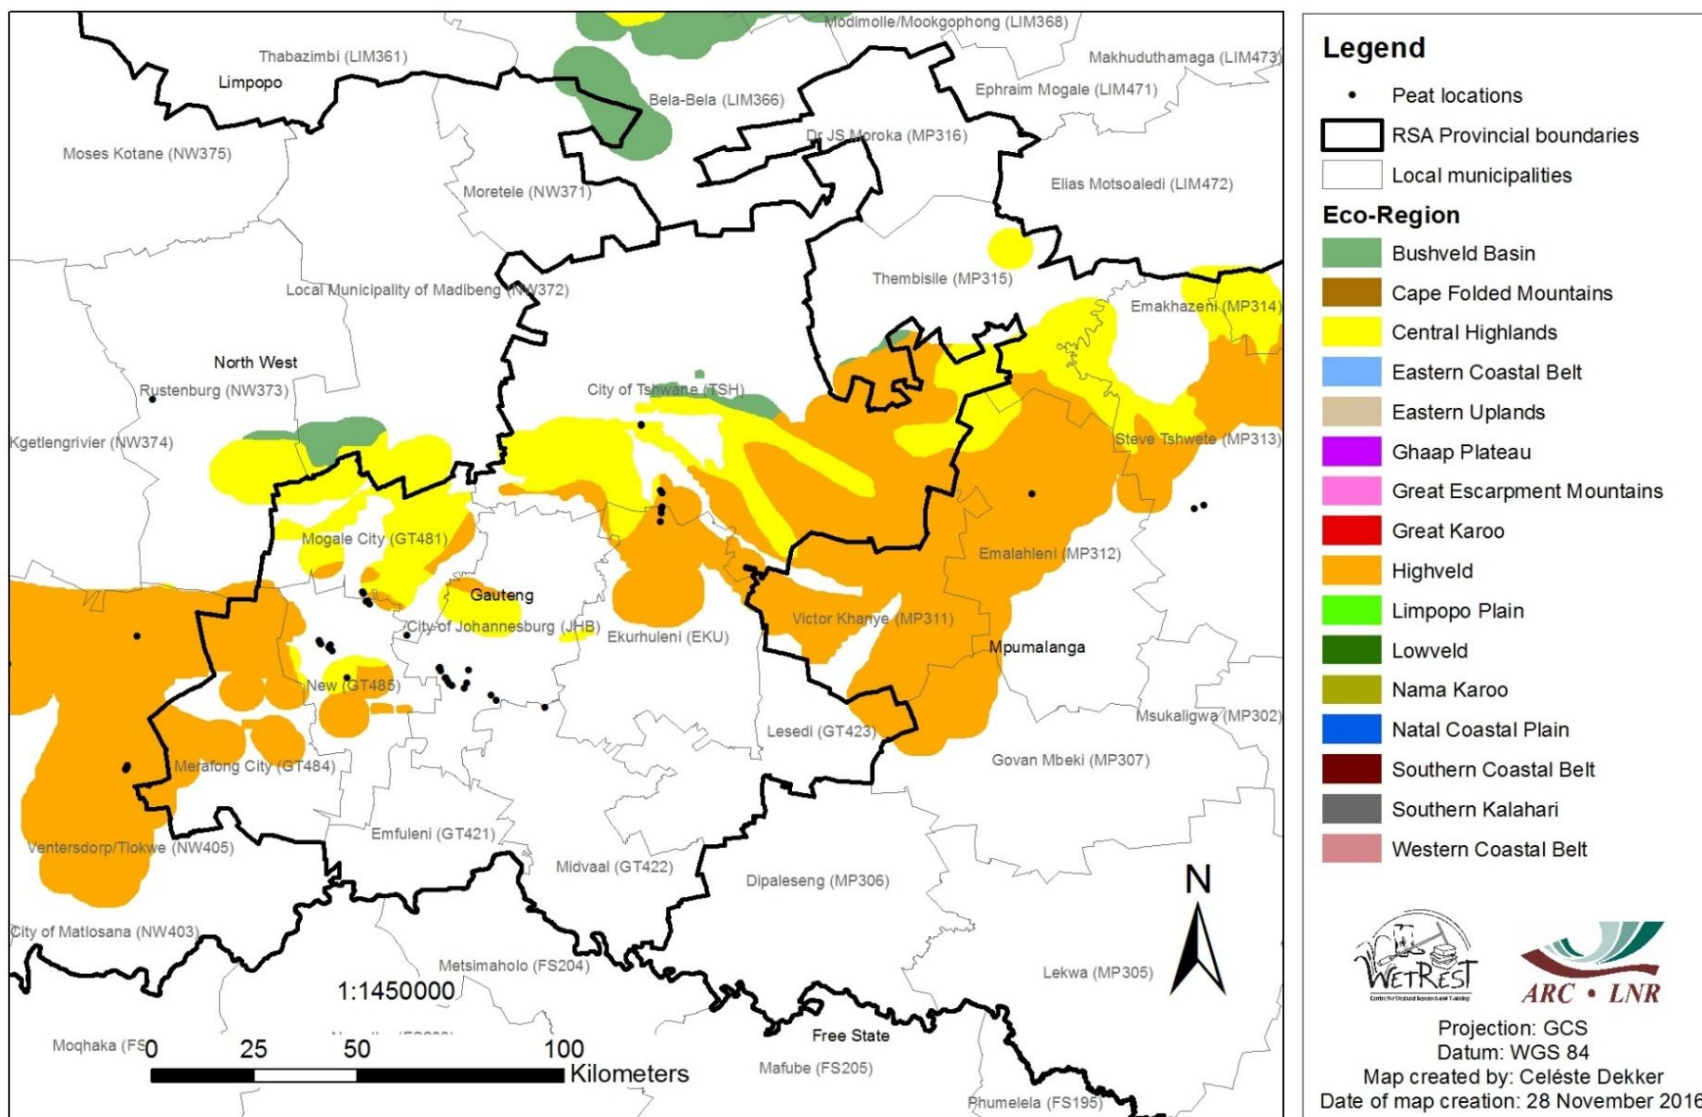 Modimolle/Mookgophong (LIM368)
Thabazimbi (LIM361)
Makhuduthamaga (LIM473)
Limpopo
Ephraim Mogale (LIM471)
Bela-Bela (LIM366)
Dr JS Moroka (MP316)
Moses Kotane (NW375)
Moretele (NW371)
Elias Motsoaledi (LIM472)
Thembisile (MP315)
Local Municipality of Madibeng (NW372)
Emakhazeni (MP314)
North West
Rustenburg (NW373)
City of Tshwane (TSH)
Kgetlengrivier (NW374)
Steve Tshwete (MP313)
Mogale City (GT481)
Emalahleni (MP312)
Gauteng
City of Johannesburg (JHB)
Ekurhuleni (EKU)
Victor Khanye (MP311)
Mpumalanga
New (GT485)
Msukaligwa (MP302)
Lesedi (GT423)
Merafong City (GT484)
Govan Mbeki (MP307)
Emfuleni (GT421)
Ventersdorp/Tlokwe (NW405)
Midvaal (GT422)
Dipaleseng (MP306)
City of Matlosana (NW403)
Metsimaholo (FS204)
Lekwa (MP305)
N
1:1450000
Free State
Moqhaka (FS
Mafube (FS205)
Phumelela (FS195)
0 25 50 100
Kilometers
Legend
Peat locations
RSA Provincial boundaries
Local municipalities
Eco-Region
Bushveld Basin
Cape Folded Mountains
Central Highlands
Eastern Coastal Belt
Eastern Uplands
Ghaap Plateau
Great Escarpment Mountains
Great Karoo
Highveld
Limpopo Plain
Lowveld
Nama Karoo
Natal Coastal Plain
Southern Coastal Belt
Southern Kalahari
Western Coastal Belt
WETREST
ARC • LNR
Projection: GCS
Datum: WGS 84
Map created by: Celéste Dekker
Date of map creation: 28 November 2016